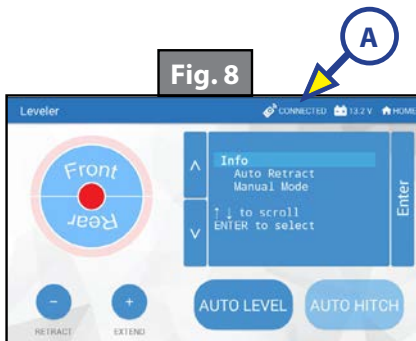 A
Fig. 8
Leveler
CONNECTED 13.2 V HOME
Front
Rear
Info
Auto Retract
Manual Mode
↑ ↓ to scroll
ENTER to select
Enter
- +
RETRACT EXTEND
AUTO LEVEL AUTO HITCH